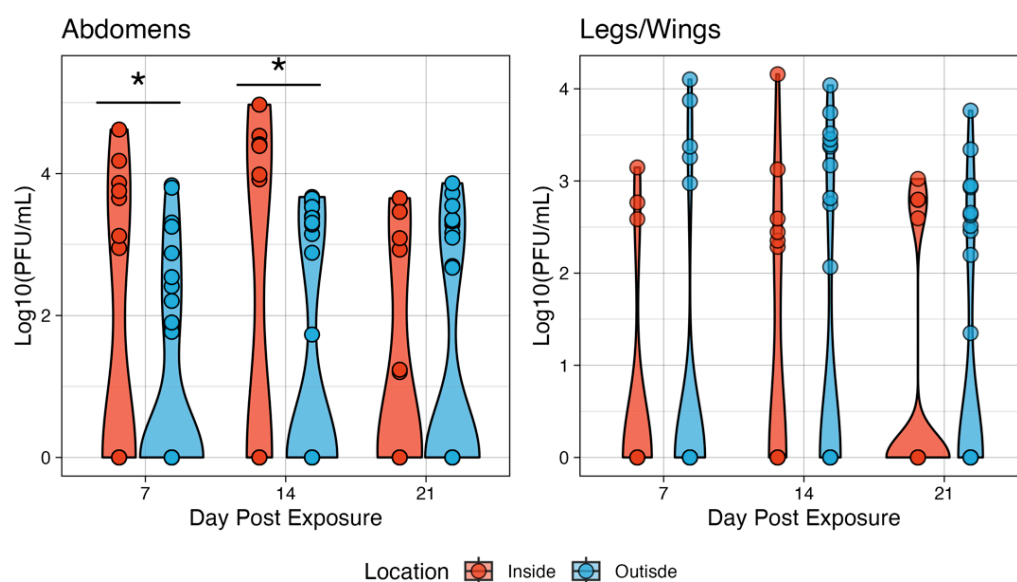 Abdomens
Legs/Wings
*
*
Log10(PFU/mL)
4
2
0
7
14
21
Day Post Exposure
Log10(PFU/mL)
4
3
2
1
0
7
14
21
Day Post Exposure
Location
Inside
Outisde